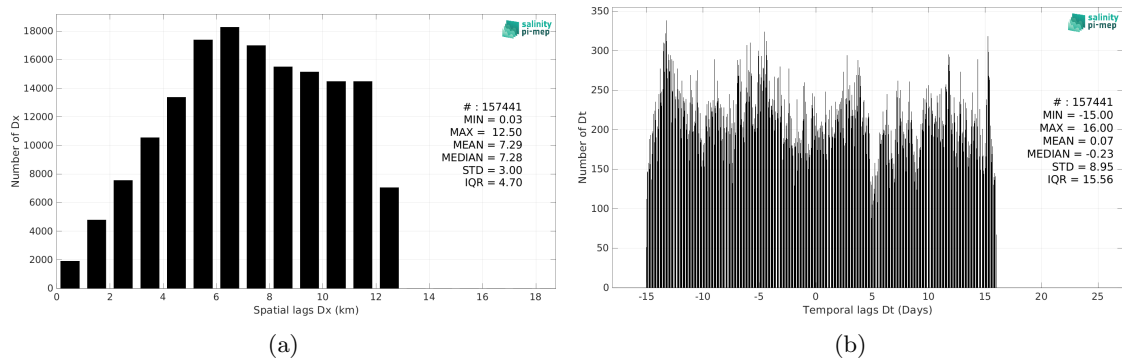 salinity
pi-mep
Number of Dx
18000
16000
14000
12000
10000
8000
6000
4000
2000
0
# : 157441
MIN = 0.03
MAX = 12.50
MEAN = 7.29
MEDIAN = 7.28
STD = 3.00
IQR = 4.70
0 2 4 6 8 10 12 14 16 18
Spatial lags Dx (km)
(a)
salinity
pi-mep
Number of Dt
350
300
250
200
150
100
50
0
# : 157441
MIN = -15.00
MAX = 16.00
MEAN = 0.07
MEDIAN = -0.23
STD = 8.95
IQR = 15.56
-15 -10 -5 0 5 10 15 20 25
Temporal lags Dt (Days)
(b)